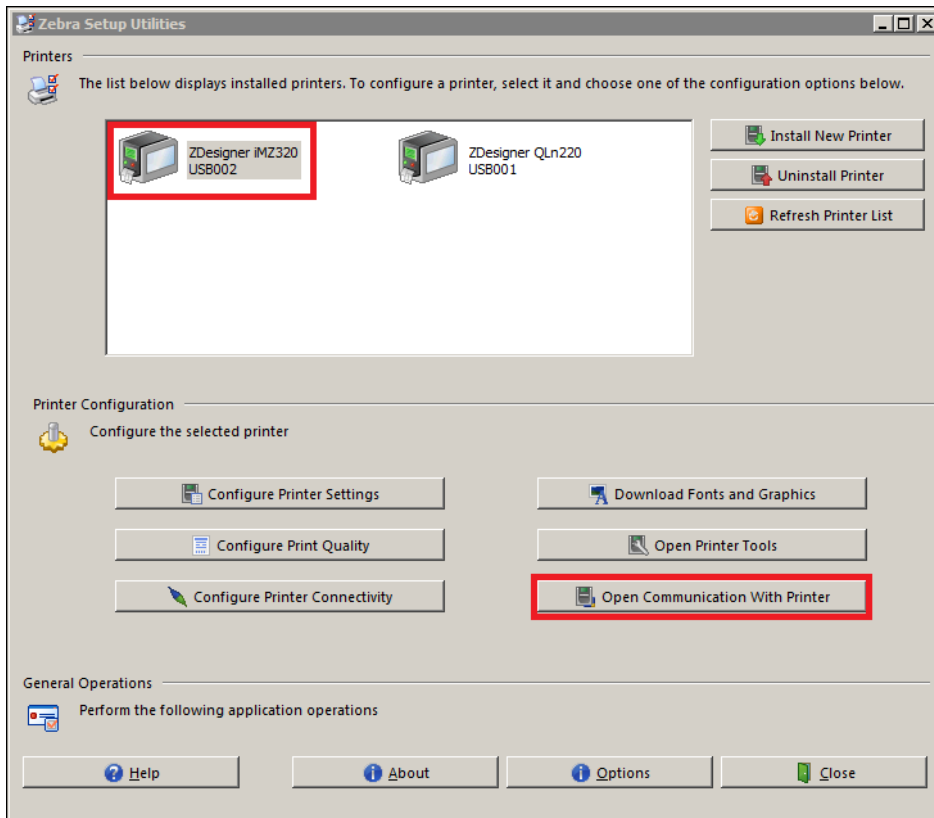 Zebra Setup Utilities
Printers
The list below displays installed printers. To configure a printer, select it and choose one of the configuration options below.
ZDesigner iMZ320
USB002
ZDesigner QLn220
USB001
Install New Printer
Uninstall Printer
Refresh Printer List
Printer Configuration
Configure the selected printer
Configure Printer Settings
Download Fonts and Graphics
Configure Print Quality
Open Printer Tools
Configure Printer Connectivity
Open Communication With Printer
General Operations
Perform the following application operations
Help
About
Options
Close